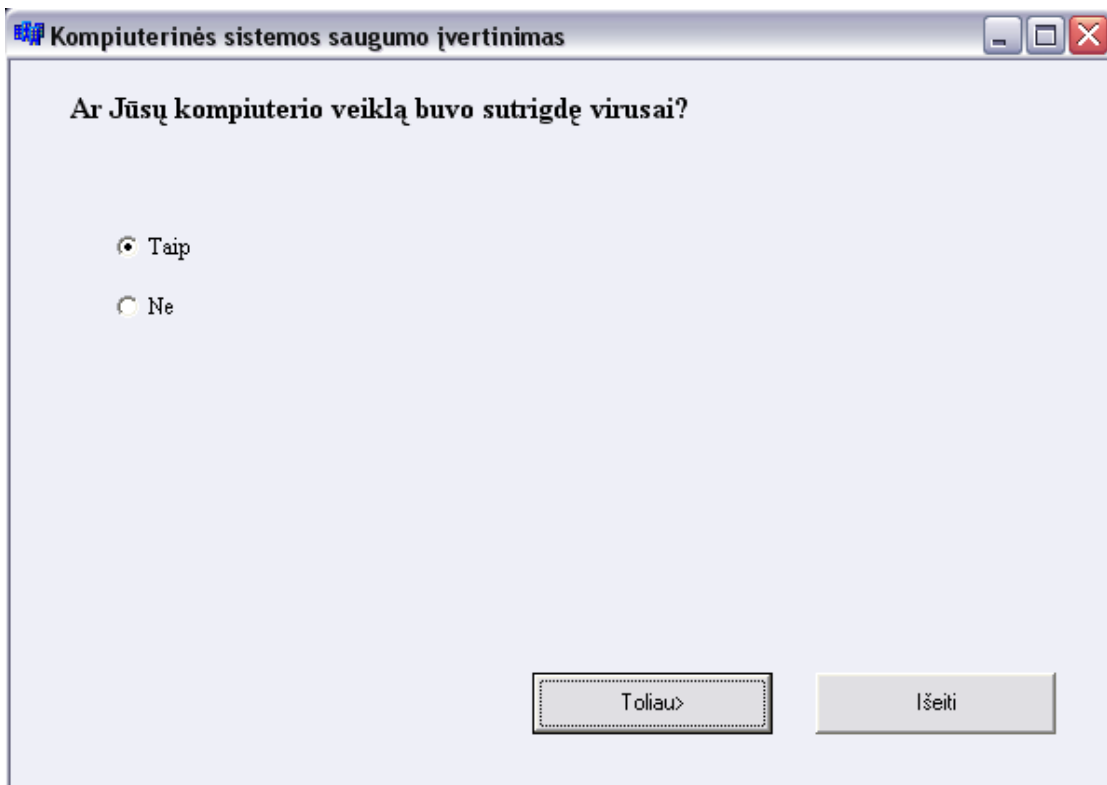 Kompiuterinės sistemos saugumo įvertinimas
Ar Jūsų kompiuterio veiklą buvo sutrigdę virusai?
Taip
Ne
Toliau>
Išeiti